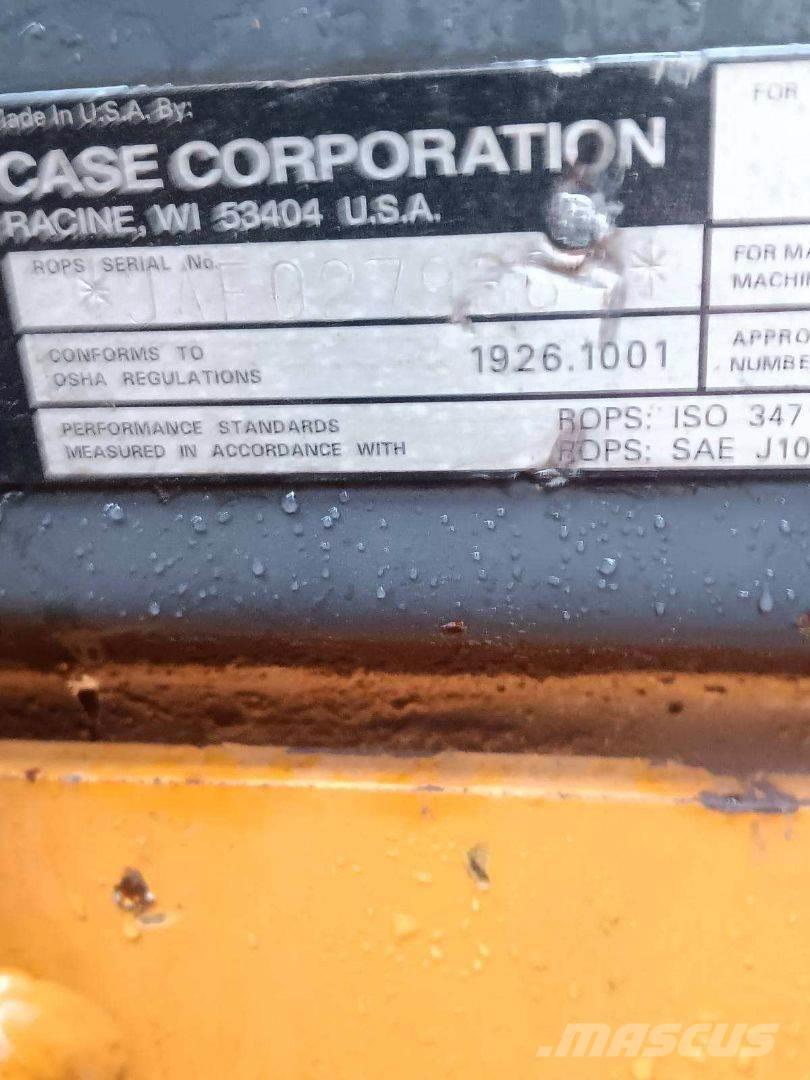 Made In U.S.A. By:
CASE CORPORATION
RACINE, WI 53404 U.S.A.
ROPS SERIAL No.
CONFORMS TO
OSHA REGULATIONS
1926.1001
PERFORMANCE STANDARDS
MEASURED IN ACCORDANCE WITH
ROPS: ISO 347
ROPS: SAE J10
FOR
FOR MA
MACHI
APPRO
NUMBE
MASCUS